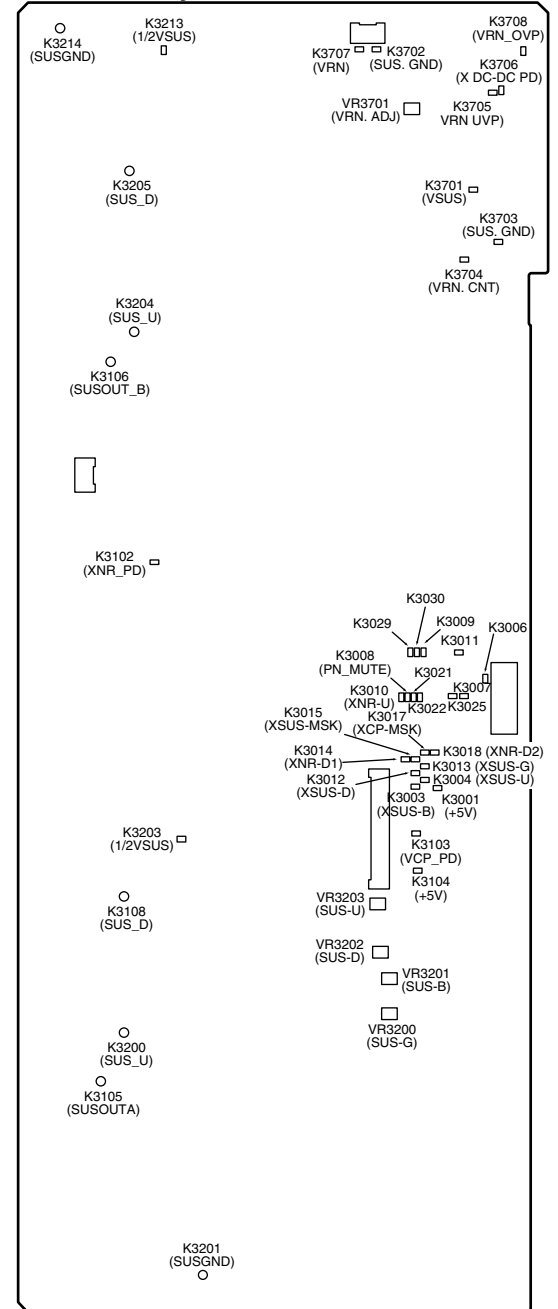 K3213
(1/2VSUS)
K3214
(SUSGND)
K3708
(VRN_OVP)
K3707
(VRN)
K3702
(SUS. GND)
K3706
(X DC-DC PD)
K3705
VRN UVP)
VR3701
(VRN. ADJ)
K3205
(SUS_D)
K3701
(VSUS)
K3703
(SUS. GND)
K3704
(VRN. CNT)
K3204
(SUS_U)
K3106
(SUSOUT_B)
K3102
(XNR_PD)
K3030
K3029
K3009
K3011
K3006
K3008
(PN_MUTE)
K3021
K3010
(XNR-U)
K3022
K3007
K3025
K3015
(XSUS-MSK)
K3017
(XCP-MSK)
K3014
(XNR-D1)
K3018 (XNR-D2)
K3013 (XSUS-G)
K3012
(XSUS-D)
K3004 (XSUS-U)
K3003
(XSUS-B)
K3001
(+5V)
K3203
(1/2VSUS)
K3103
(VCP_PD)
K3104
(+5V)
K3108
(SUS_D)
VR3203
(SUS-U)
VR3202
(SUS-D)
VR3201
(SUS-B)
VR3200
(SUS-G)
K3200
(SUS_U)
K3105
(SUSOUTA)
K3201
(SUSGND)